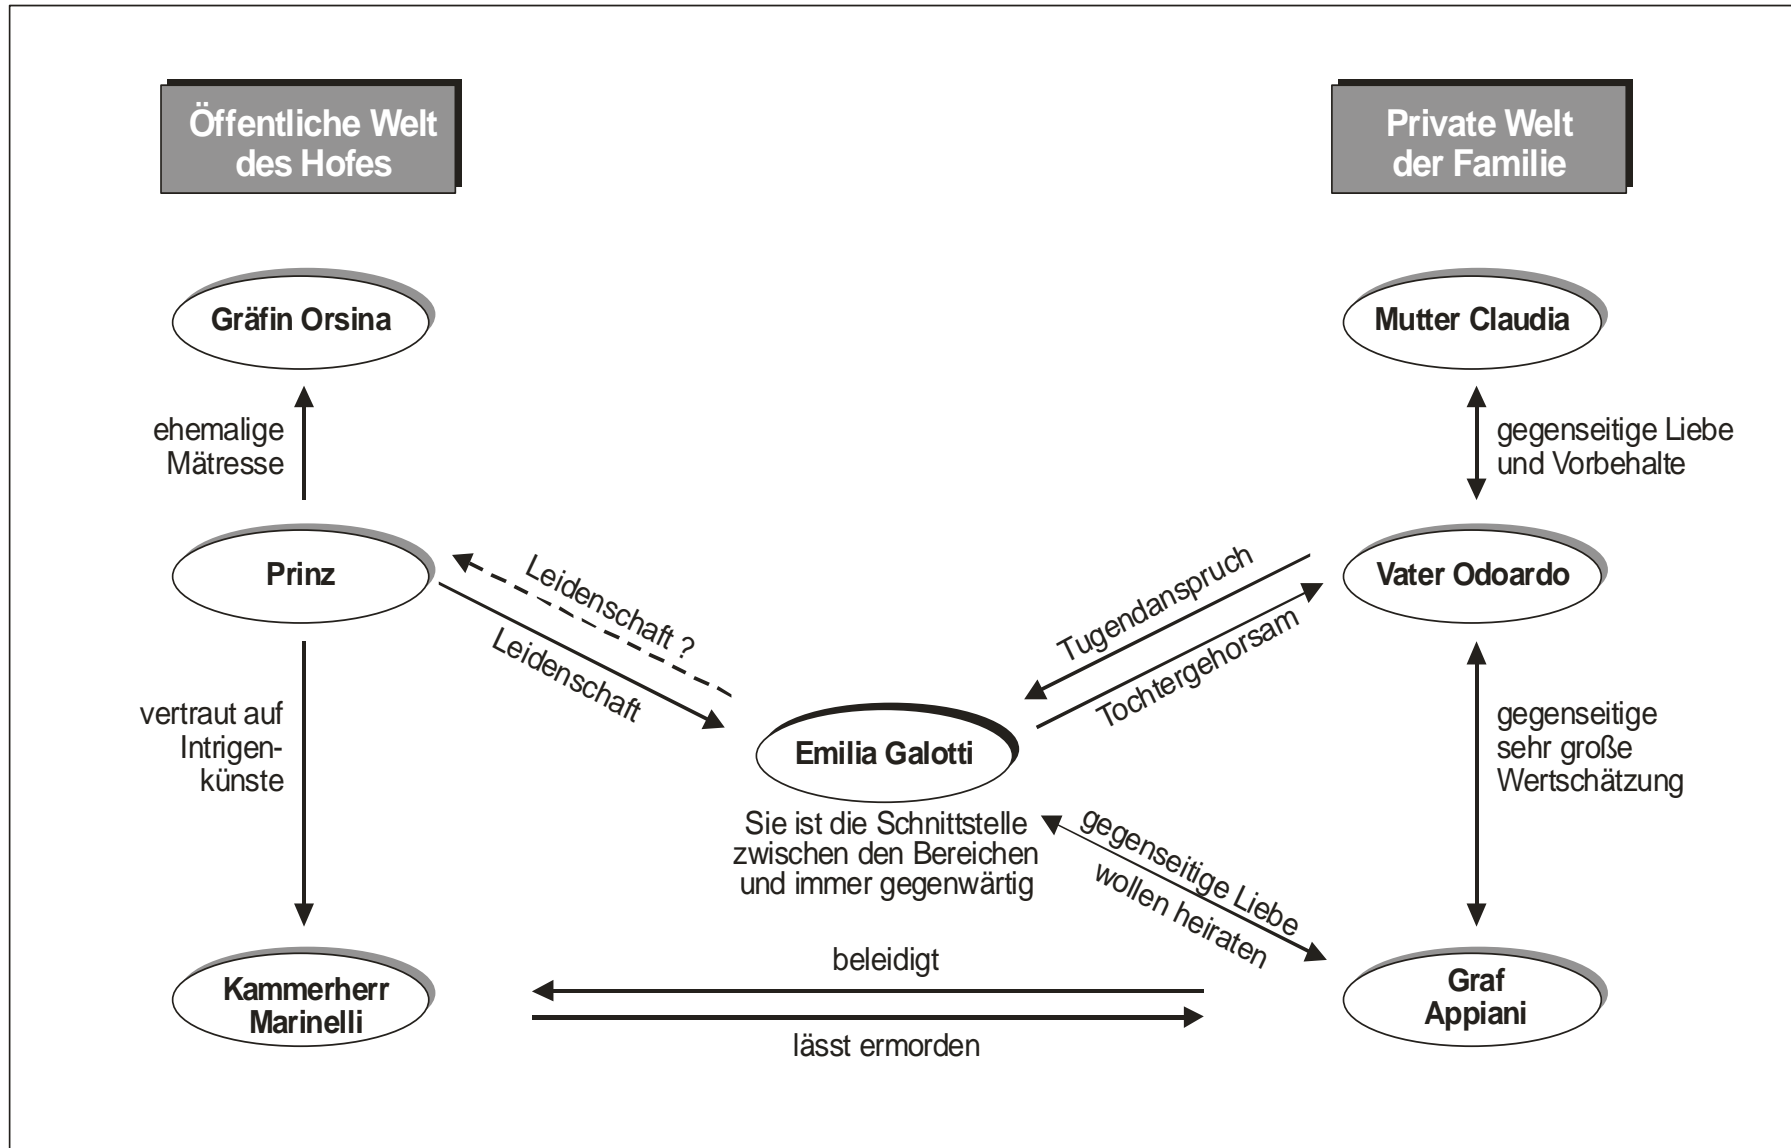 Öffentliche Welt
des Hofes
Private Welt
der Familie
Gräfin Orsina
Mutter Claudia
ehemalige
Mätresse
gegenseitige Liebe
und Vorbehalte
Prinz
Vater Odoardo
Leidenschaft ?
Leidenschaft
Tugendanspruch
Tochtergehorsam
vertraut auf
Intrigen-
künste
Emilia Galotti
Sie ist die Schnittstelle
zwischen den Bereichen
und immer gegenwärtig
gegenseitige
sehr große
Wertschätzung
gegenseitige Liebe
wollen heiraten
beleidigt
lässt ermorden
Kammerherr
Marinelli
Graf
Appiani